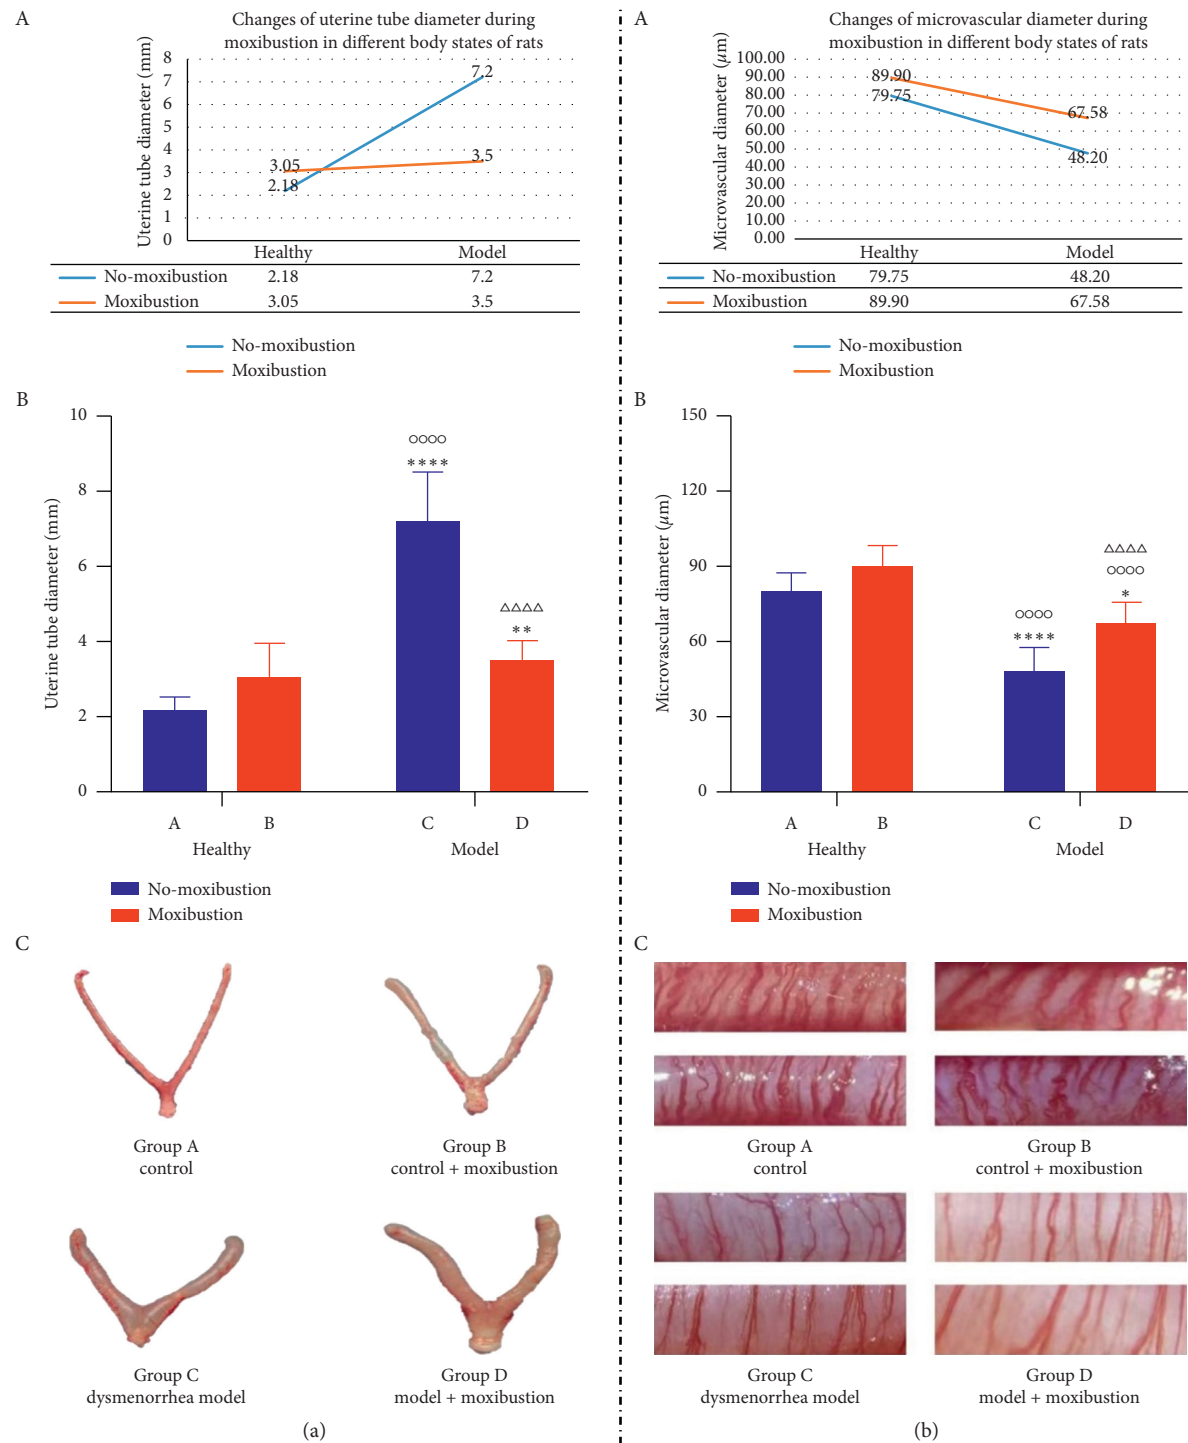 A
Changes of uterine tube diameter during
moxibustion in different body states of rats
Uterine tube diameter (mm)
8
7
6
5
4
3
2
1
0
7.2
3.05
3.5
2.18
Healthy Model
No-moxibustion 2.18 7.2
Moxibustion 3.05 3.5
No-moxibustion
Moxibustion
B
Uterine tube diameter (mm)
10
8
6
4
2
0
○○○○
****
△△△△
**
A B C D
Healthy Model
No-moxibustion
Moxibustion
C
Group A
control
Group B
control + moxibustion
Group C
dysmenorrhea model
Group D
model + moxibustion
(a)
A
Changes of microvascular diameter during
moxibustion in different body states of rats
Microvascular diameter (μm)
100.00
90.00
80.00
70.00
60.00
50.00
40.00
30.00
20.00
10.00
0.00
89.90
79.75
67.58
48.20
Healthy Model
No-moxibustion 79.75 48.20
Moxibustion 89.90 67.58
No-moxibustion
Moxibustion
B
Microvascular diameter (μm)
150
120
90
60
30
0
○○○○
****
△△△△
○○○○
*
A B C D
Healthy Model
No-moxibustion
Moxibustion
C
Group A
control
Group B
control + moxibustion
Group C
dysmenorrhea model
Group D
model + moxibustion
(b)